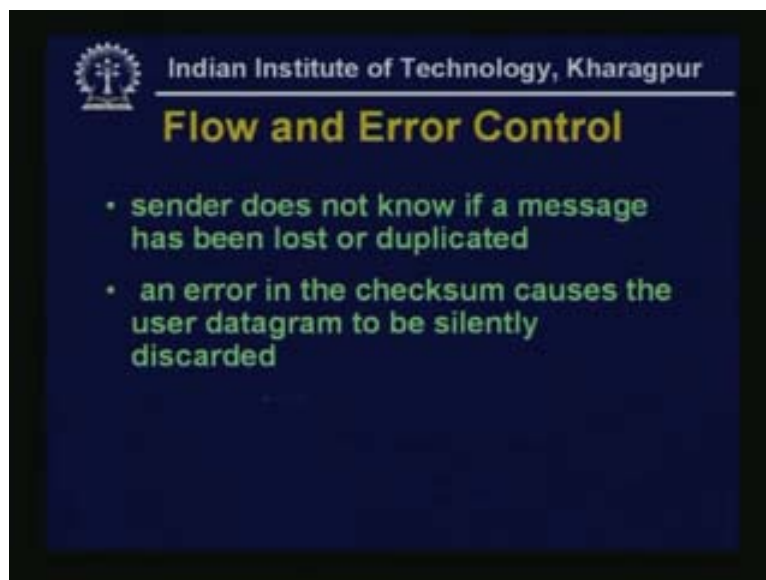 Indian Institute of Technology, Kharagpur
Flow and Error Control
• sender does not know if a message
has been lost or duplicated
• an error in the checksum causes the
user datagram to be silently
discarded